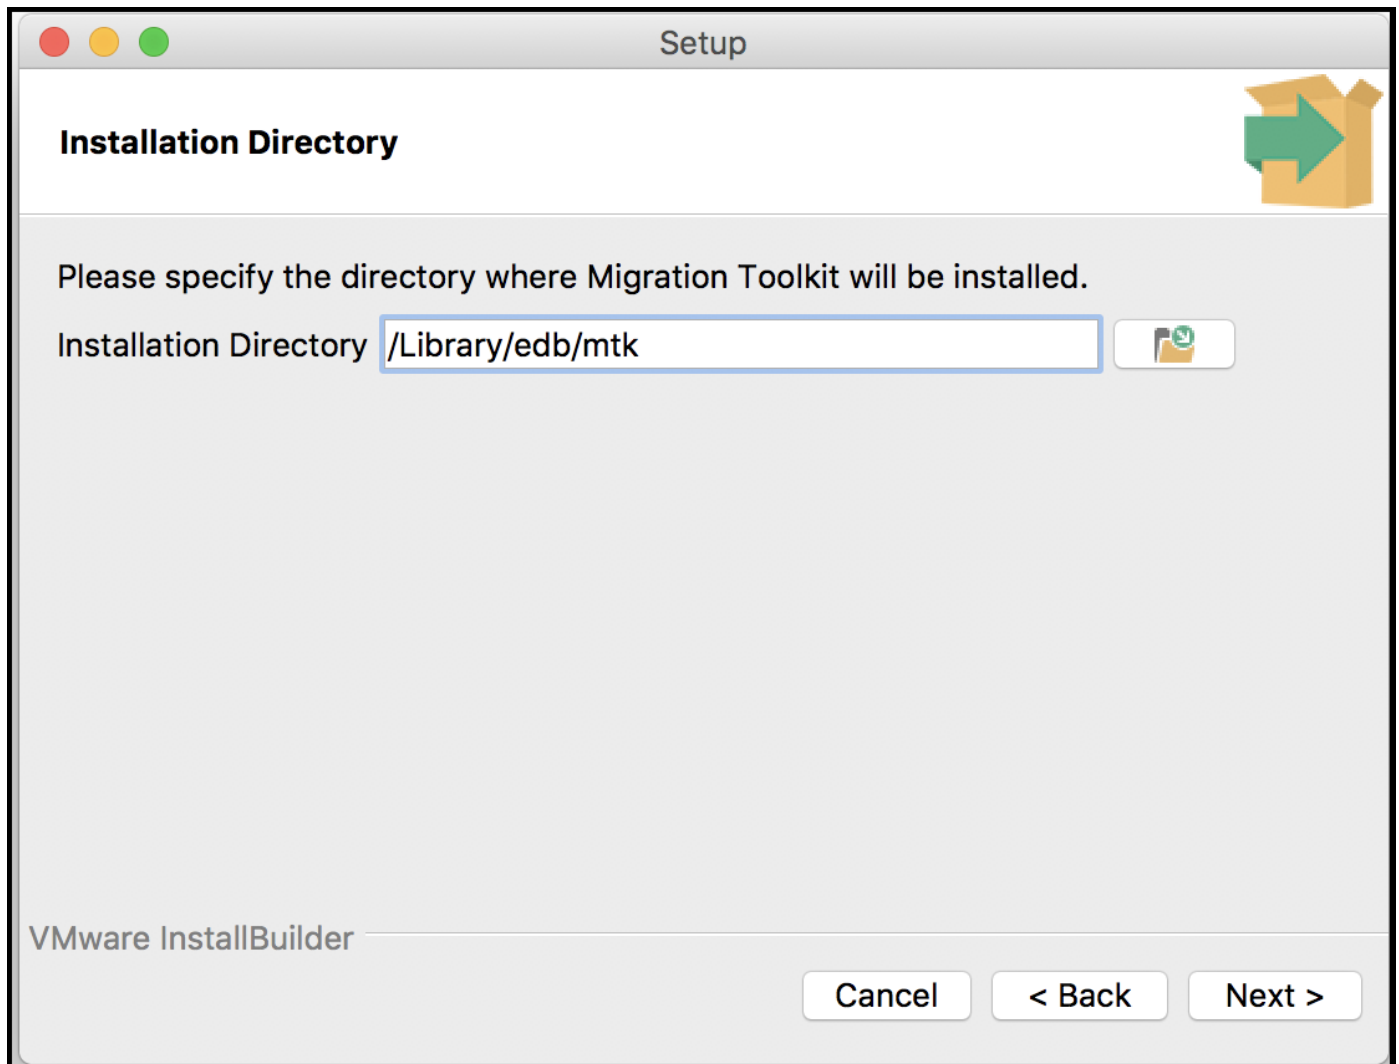 Setup
Installation Directory
Please specify the directory where Migration Toolkit will be installed.
Installation Directory /Library/edb/mtk
VMware InstallBuilder
Cancel < Back Next >